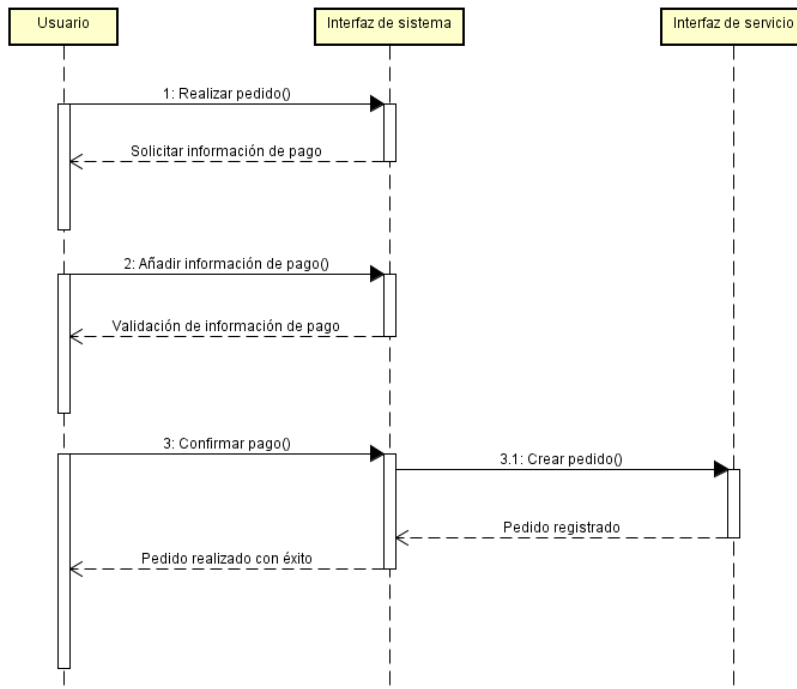 Usuario
Interfaz de sistema
Interfaz de servicio
1: Realizar pedido()
Solicitar información de pago
2: Añadir información de pago()
Validación de información de pago
3: Confirmar pago()
3.1: Crear pedido()
Pedido registrado
Pedido realizado con éxito